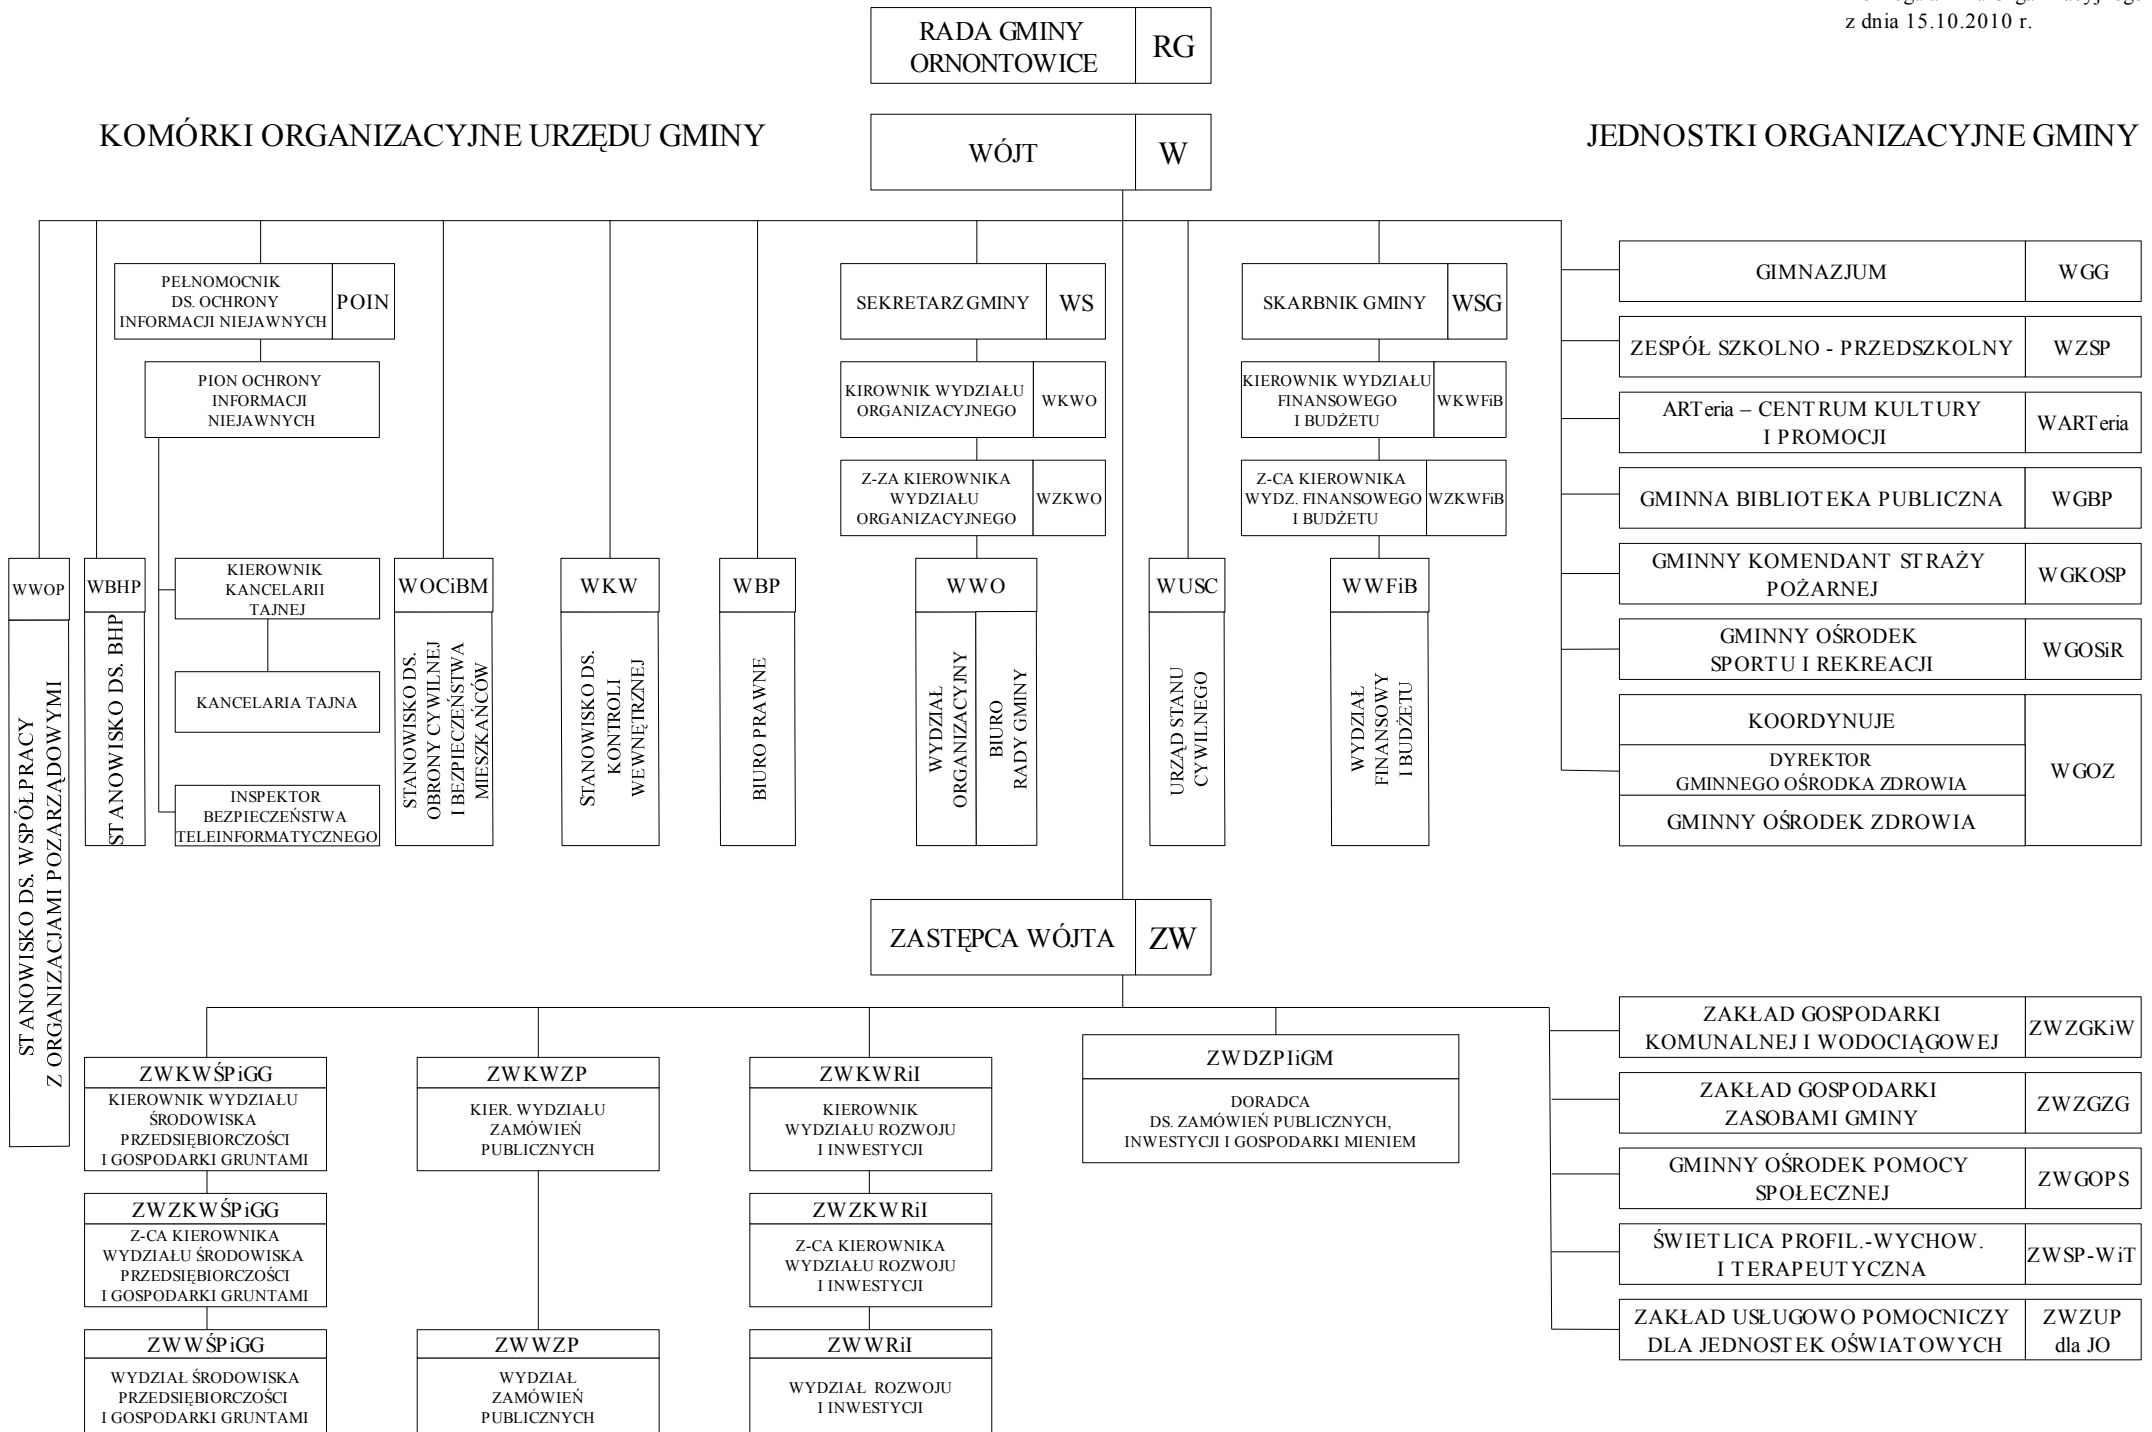 z dnia 15.10.2010 r.
RADA GMINY
ORNONTOWICE
RG
KOMÓRKI ORGANIZACYJNE URZĘDU GMINY
WÓJT
W
JEDNOSTKI ORGANIZACYJNE GMINY
PEŁNOMOCNIK
DS. OCHRONY
INFORMACJI NIEJAWNYCH
POIN
PION OCHRONY
INFORMACJI
NIEJAWNYCH
SEKRETARZ GMINY
WS
KIROWNIK WYDZIAŁU
ORGANIZACYJNEGO
WKWO
Z-ZA KIEROWNIKA
WYDZIAŁU
ORGANIZACYJNEGO
WZKWO
SKARBNIK GMINY
WSG
KIEROWNIK WYDZIAŁU
FINANSOWEGO
I BUDŻETU
WKWFiB
Z-CA KIEROWNIKA
WYDZ. FINANSOWEGO
I BUDŻETU
WZKWFiB
WWOP
STANOWISKO DS. WSPÓŁPRACY
Z ORGANIZACJAMI POZARZĄDOWYMI
WBHP
STANOWISKO DS. BHP
KIEROWNIK
KANCELARII
TAJNEJ
KANCELARIA TAJNA
INSPEKTOR
BEZPIECZEŃSTWA
TELEINFORMATYCZNEGO
WOCiBM
STANOWISKO DS.
OBRONY CYWILNEJ
I BEZPIECZEŃSTWA
MIESZKAŃCÓW
WKW
STANOWISKO DS.
KONTROLI
WEWNĘTRZNEJ
WBP
BIURO PRAWNE
WWO
WYDZIAŁ
ORGANIZACYJNY
BIURO
RADY GMINY
WUSC
URZĄD STANU
CYWILNEGO
WWFiB
WYDZIAŁ
FINANSOWY
I BUDŻETU
GIMNAZJUM
WGG
ZESPÓŁ SZKOLNO - PRZEDSZKOLNY
WZSP
ARTeria – CENTRUM KULTURY
I PROMOCJI
WARTeria
GMINNA BIBLIOTEKA PUBLICZNA
WGBP
GMINNY KOMENDANT STRAŻY
POŻARNEJ
WGKOSP
GMINNY OŚRODEK
SPORTU I REKREACJI
WGOSiR
KOORDYNUJE
DYREKTOR
GMINNEGO OŚRODKA ZDROWIA
GMINNY OŚRODEK ZDROWIA
WGOZ
ZASTĘPCA WÓJTA
ZW
ZWKWŚPiGG
KIEROWNIK WYDZIAŁU
ŚRODOWISKA
PRZEDSIĘBIORCZOŚCI
I GOSPODARKI GRUNTAMI
ZWZKWŚPiGG
Z-CA KIEROWNIKA
WYDZIAŁU ŚRODOWISKA
PRZEDSIĘBIORCZOŚCI
I GOSPODARKI GRUNTAMI
ZWWŚPiGG
WYDZIAŁ ŚRODOWISKA
PRZEDSIĘBIORCZOŚCI
I GOSPODARKI GRUNTAMI
ZWKWZP
KIER. WYDZIAŁU
ZAMÓWIEŃ
PUBLICZNYCH
ZWWZP
WYDZIAŁ
ZAMÓWIEŃ
PUBLICZNYCH
ZWKWRiI
KIEROWNIK
WYDZIAŁU ROZWOJU
I INWESTYCJI
ZWZKWRiI
Z-CA KIEROWNIKA
WYDZIAŁU ROZWOJU
I INWESTYCJI
ZWWRiI
WYDZIAŁ ROZWOJU
I INWESTYCJI
ZWDZPIiGM
DORADCA
DS. ZAMÓWIEŃ PUBLICZNYCH,
INWESTYCJI I GOSPODARKI MIENIEM
ZAKŁAD GOSPODARKI
KOMUNALNEJ I WODOCIĄGOWEJ
ZWZGKiW
ZAKŁAD GOSPODARKI
ZASOBAMI GMINY
ZWZGZG
GMINNY OŚRODEK POMOCY
SPOŁECZNEJ
ZWGOPS
ŚWIETLICA PROFIL.-WYCHOW.
I TERAPEUTYCZNA
ZWSP-WiT
ZAKŁAD USŁUGOWO POMOCNICZY
DLA JEDNOSTEK OŚWIATOWYCH
ZWZUP
dla JO